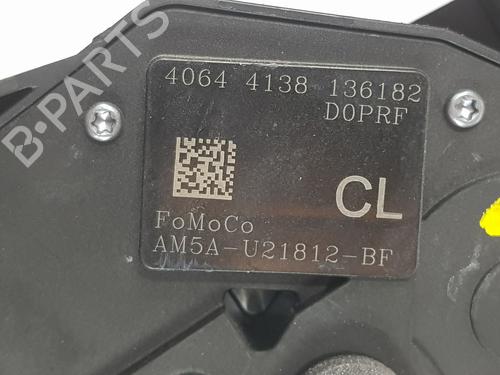 4064 4138 136182
D0PRF
CL
FoMoCo
AM5A-U21812-BF
B-PARTS